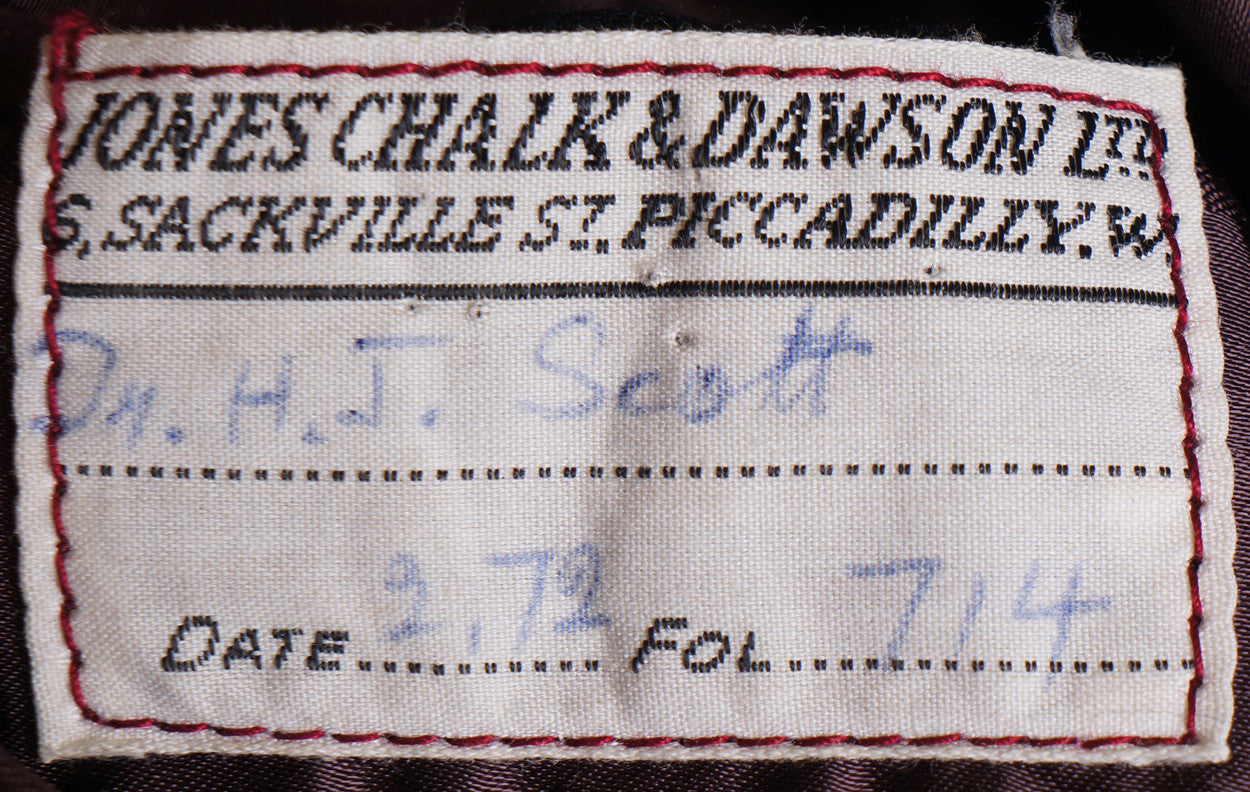 JONES CHALK & DAWSON LTD
6, SACKVILLE ST, PICCADILLY. W.
Dr. H. J. Scott
DATE 2,72 FOL 714